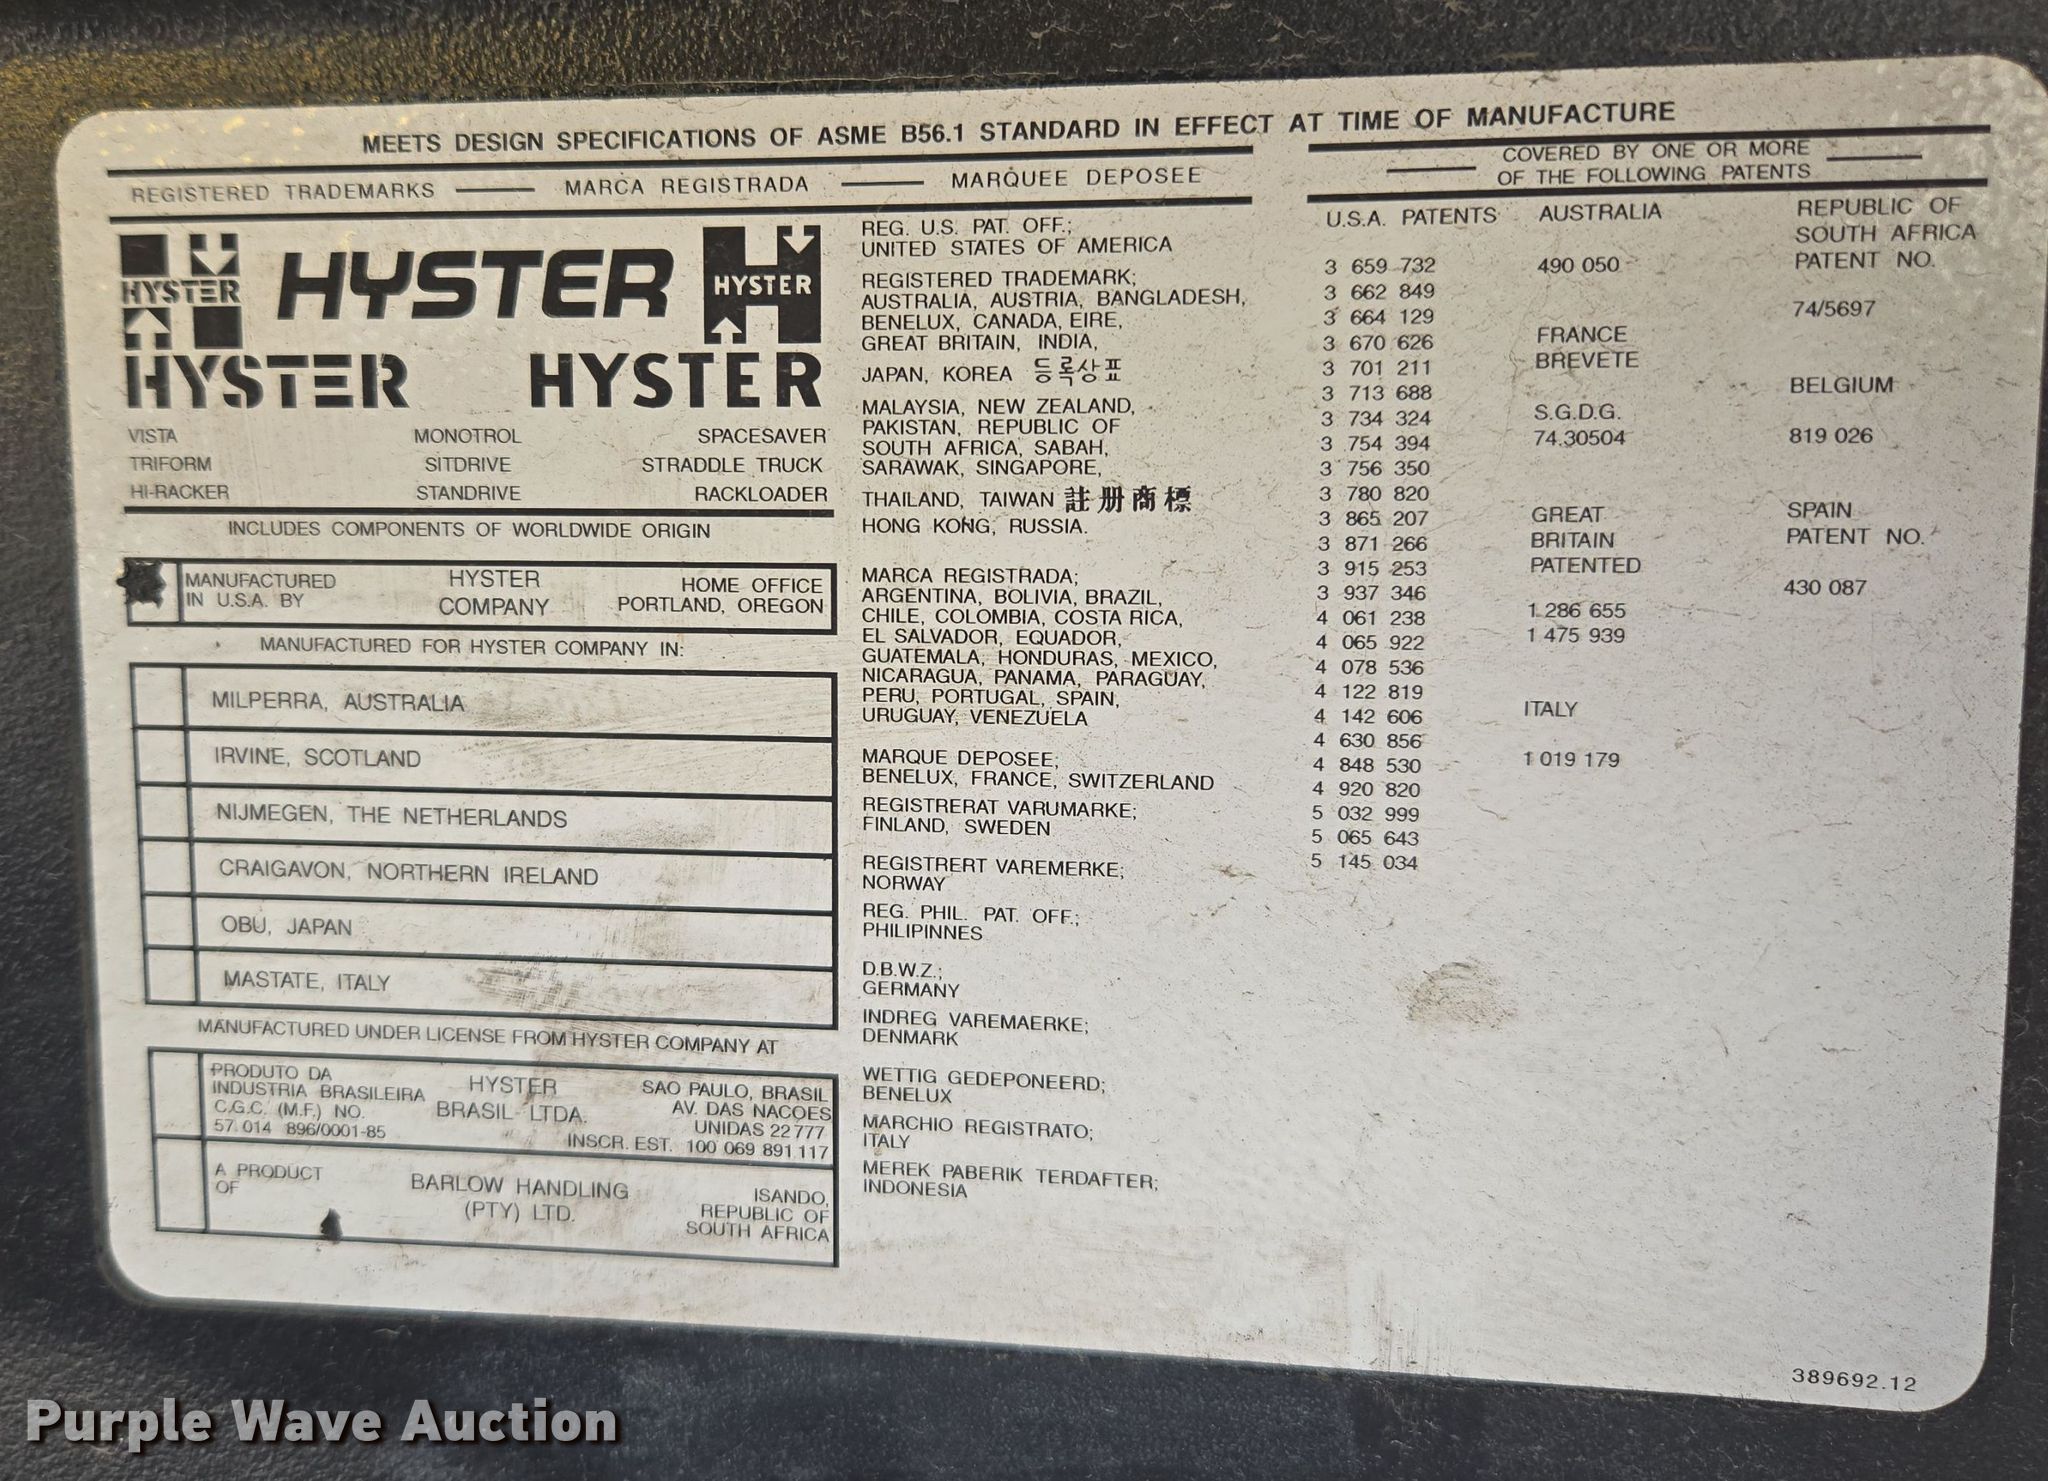 MEETS DESIGN SPECIFICATIONS OF ASME B56.1 STANDARD IN EFFECT AT TIME OF MANUFACTURE
REGISTERED TRADEMARKS MARCA REGISTRADA MARQUEE DEPOSEE
HYSTER HYSTER HYSTER
HYSTER HYSTER
VISTA MONOTROL SPACESAVER
TRIFORM SITDRIVE STRADDLE TRUCK
HI-RACKER STANDRIVE RACKLOADER
INCLUDES COMPONENTS OF WORLDWIDE ORIGIN
MANUFACTURED
IN U.S.A. BY
HYSTER
COMPANY
HOME OFFICE
PORTLAND, OREGON
MANUFACTURED FOR HYSTER COMPANY IN:
MILPERRA, AUSTRALIA
IRVINE, SCOTLAND
NIJMEGEN, THE NETHERLANDS
CRAIGAVON, NORTHERN IRELAND
OBU, JAPAN
MASTATE, ITALY
MANUFACTURED UNDER LICENSE FROM HYSTER COMPANY AT
PRODUTO DA
INDUSTRIA BRASILEIRA
C.G.C. (M.F.) NO.
57. 014 896/0001-85
HYSTER
BRASIL LTDA.
SAO PAULO, BRASIL
AV. DAS NACOES
UNIDAS 22 777
INSCR. EST. 100 069 891.117
A PRODUCT
OF
BARLOW HANDLING
(PTY) LTD.
ISANDO,
REPUBLIC OF
SOUTH AFRICA
REG. U.S. PAT. OFF.;
UNITED STATES OF AMERICA
REGISTERED TRADEMARK;
AUSTRALIA, AUSTRIA, BANGLADESH,
BENELUX, CANADA, EIRE,
GREAT BRITAIN, INDIA,
JAPAN, KOREA 등록상표
MALAYSIA, NEW ZEALAND,
PAKISTAN, REPUBLIC OF
SOUTH AFRICA, SABAH,
SARAWAK, SINGAPORE,
THAILAND, TAIWAN 註册商標
HONG KONG, RUSSIA.
MARCA REGISTRADA;
ARGENTINA, BOLIVIA, BRAZIL,
CHILE, COLOMBIA, COSTA RICA,
EL SALVADOR, EQUADOR,
GUATEMALA, HONDURAS, MEXICO,
NICARAGUA, PANAMA, PARAGUAY,
PERU, PORTUGAL, SPAIN,
URUGUAY, VENEZUELA
MARQUE DEPOSEE;
BENELUX, FRANCE, SWITZERLAND
REGISTRERAT VARUMARKE;
FINLAND, SWEDEN
REGISTRERT VAREMERKE;
NORWAY
REG. PHIL. PAT. OFF.;
PHILIPINNES
D.B.W.Z.;
GERMANY
INDREG VAREMAERKE;
DENMARK
WETTIG GEDEPONEERD;
BENELUX
MARCHIO REGISTRATO;
ITALY
MEREK PABERIK TERDAFTER;
INDONESIA
COVERED BY ONE OR MORE
OF THE FOLLOWING PATENTS
U.S.A. PATENTS
3 659 732
3 662 849
3 664 129
3 670 626
3 701 211
3 713 688
3 734 324
3 754 394
3 756 350
3 780 820
3 865 207
3 871 266
3 915 253
3 937 346
4 061 238
4 065 922
4 078 536
4 122 819
4 142 606
4 630 856
4 848 530
4 920 820
5 032 999
5 065 643
5 145 034
AUSTRALIA
490 050
FRANCE
BREVETE
S.G.D.G.
74.30504
GREAT
BRITAIN
PATENTED
1 286 655
1 475 939
ITALY
1 019 179
REPUBLIC OF
SOUTH AFRICA
PATENT NO.
74/5697
BELGIUM
819 026
SPAIN
PATENT NO.
430 087
389692.12
Purple Wave Auction